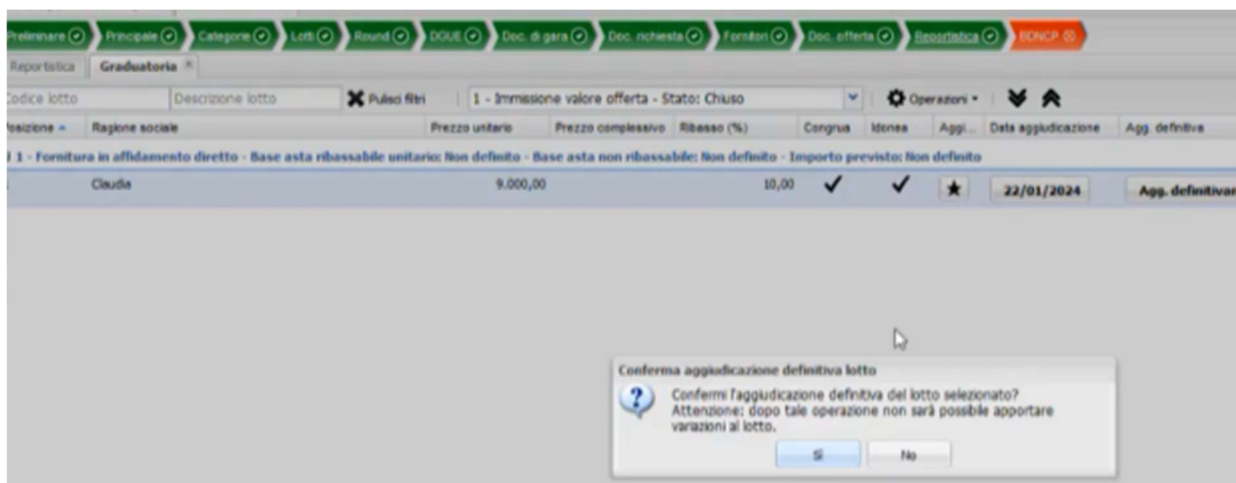 Preliminare Principale Categorie Lotti Round DGUE Doc. di gara Doc. richiesta Fornitori Doc. offerta Reportistica BDNCP
Reportistica Graduatoria
Codice lotto Descrizione lotto Pulisci filtri 1 - Immissione valore offerta - Stato: Chiuso Operazioni
Posizione Ragione sociale Prezzo unitario Prezzo complessivo Ribasso (%) Congrua Idonea Aggi... Data aggiudicazione Agg. definitiva
1 - Fornitura in affidamento diretto - Base asta ribassabile unitario: Non definito - Base asta non ribassabile: Non definito - Importo previsto: Non definito
Claudia 9.000,00 10,00 22/01/2024 Agg. definitivar
Conferma aggiudicazione definitiva lotto
Confermi l'aggiudicazione definitiva del lotto selezionato?
Attenzione: dopo tale operazione non sarà possibile apportare
variazioni al lotto.
Sì No